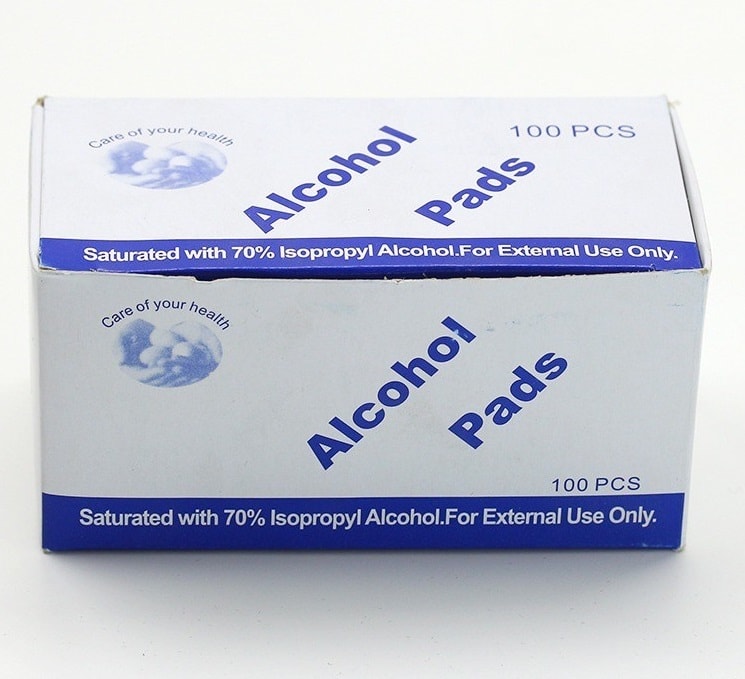 Care of your health
100 PCS
Alcohol
Pads
Saturated with 70% Isopropyl Alcohol.For External Use Only.
Care of your health
Alcohol
Pads
100 PCS
Saturated with 70% Isopropyl Alcohol.For External Use Only.